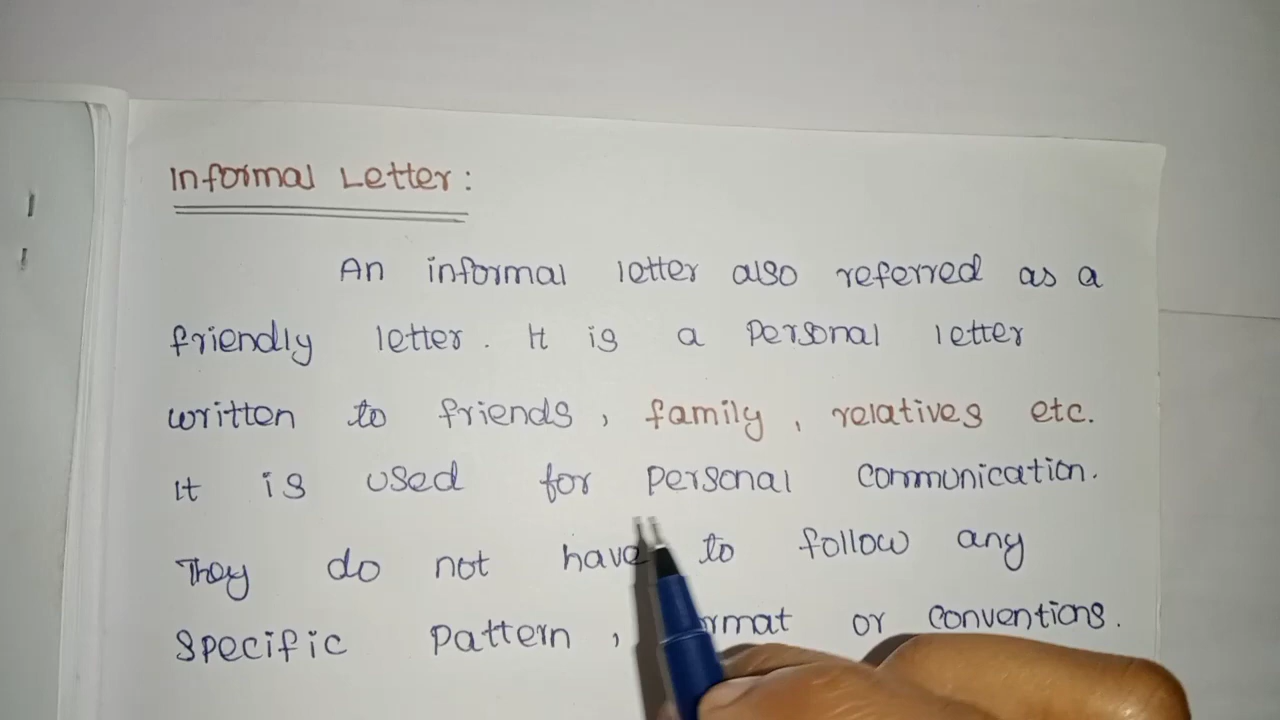 Informal Letter:
An informal letter also referred as a
friendly letter. It is a personal letter
written to friends, family, relatives etc.
It is used for personal communication.
They do not have to follow any
specific pattern, rmat or conventions.